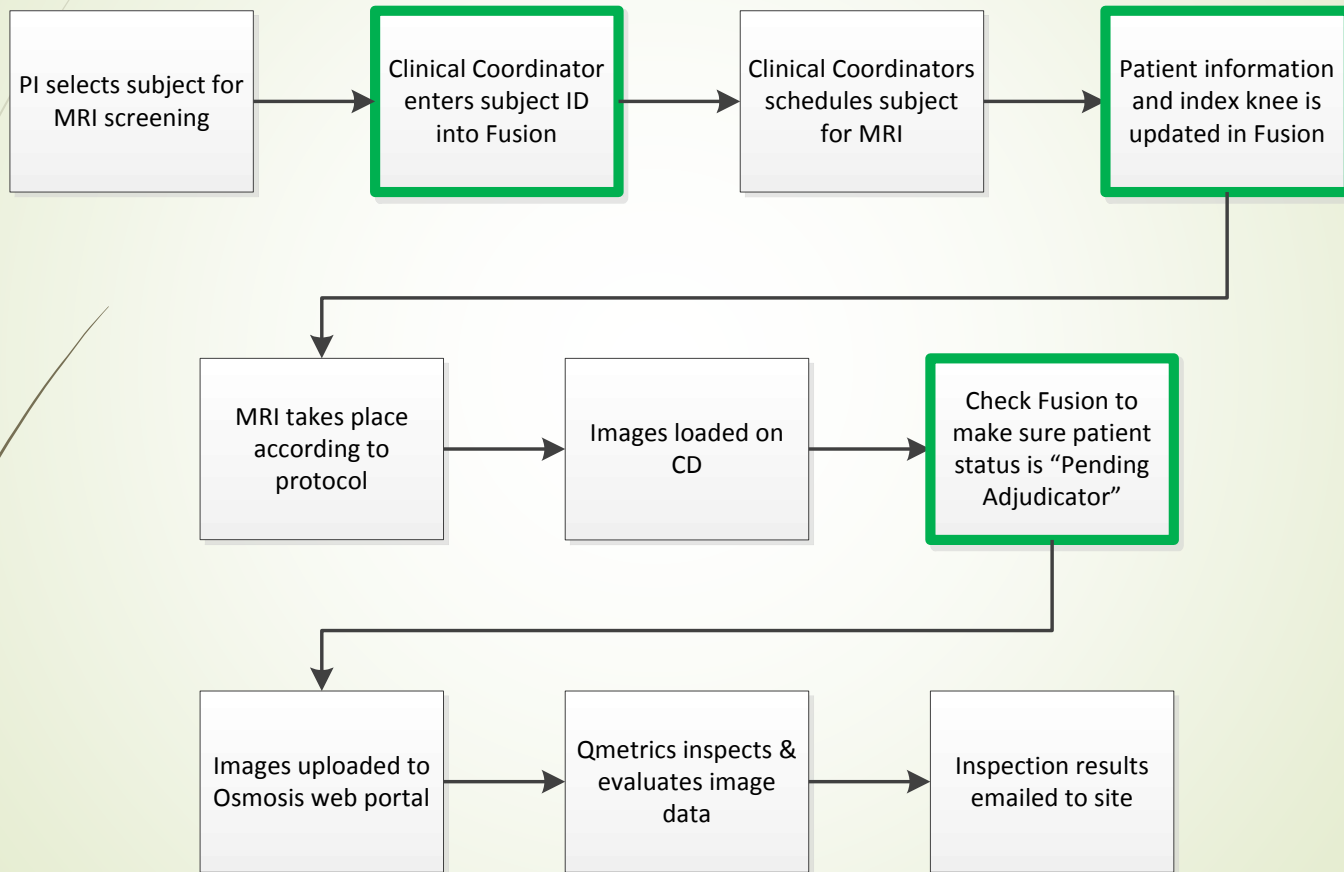 PI selects subject for
MRI screening
Clinical Coordinator
enters subject ID
into Fusion
Clinical Coordinators
schedules subject
for MRI
Patient information
and index knee is
updated in Fusion
MRI takes place
according to
protocol
Images loaded on
CD
Check Fusion to
make sure patient
status is “Pending
Adjudicator”
Images uploaded to
Osmosis web portal
Qmetrics inspects &
evaluates image
data
Inspection results
emailed to site